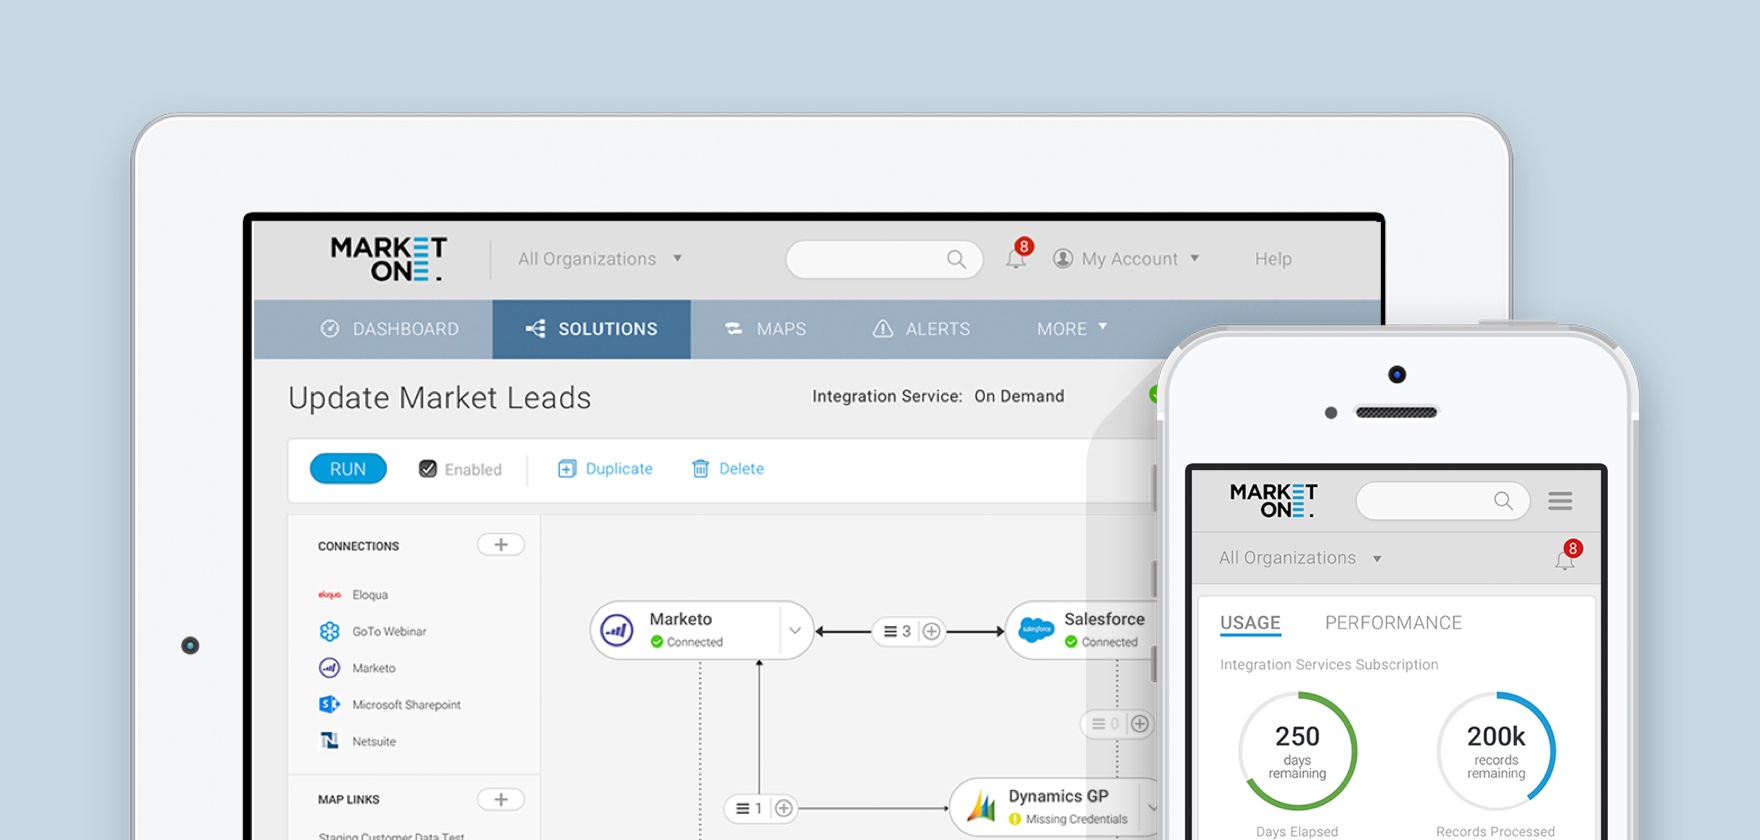 MARKET
ONE.
All Organizations
8
My Account
Help
DASHBOARD
SOLUTIONS
MAPS
ALERTS
MORE
Update Market Leads
Integration Service: On Demand
RUN
Enabled
Duplicate
Delete
CONNECTIONS
eloqua Eloqua
GoTo Webinar
Marketo
Microsoft Sharepoint
Netsuite
MAP LINKS
Staging Customer Data Test
Marketo
Connected
3
salesforce
Salesforce
Connected
0
1
Dynamics GP
Missing Credentials
MARKET
ONE.
All Organizations
8
USAGE
PERFORMANCE
Integration Services Subscription
250
days
remaining
200k
records
remaining
Days Elapsed
Records Processed